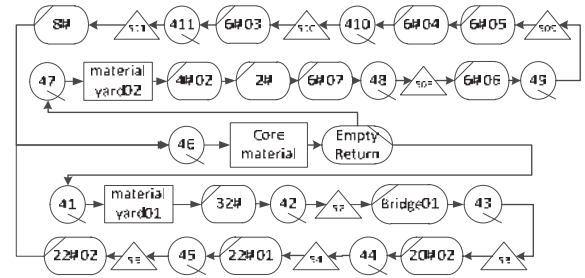 8# 411 6#03 410 6#04 6#05
47 material yard02 4#02 2# 6#07 48 6#06 49
46 Core material Empty Return
41 material yard01 32# 42 Bridge01 43
22#02 45 22#01 44 20#02